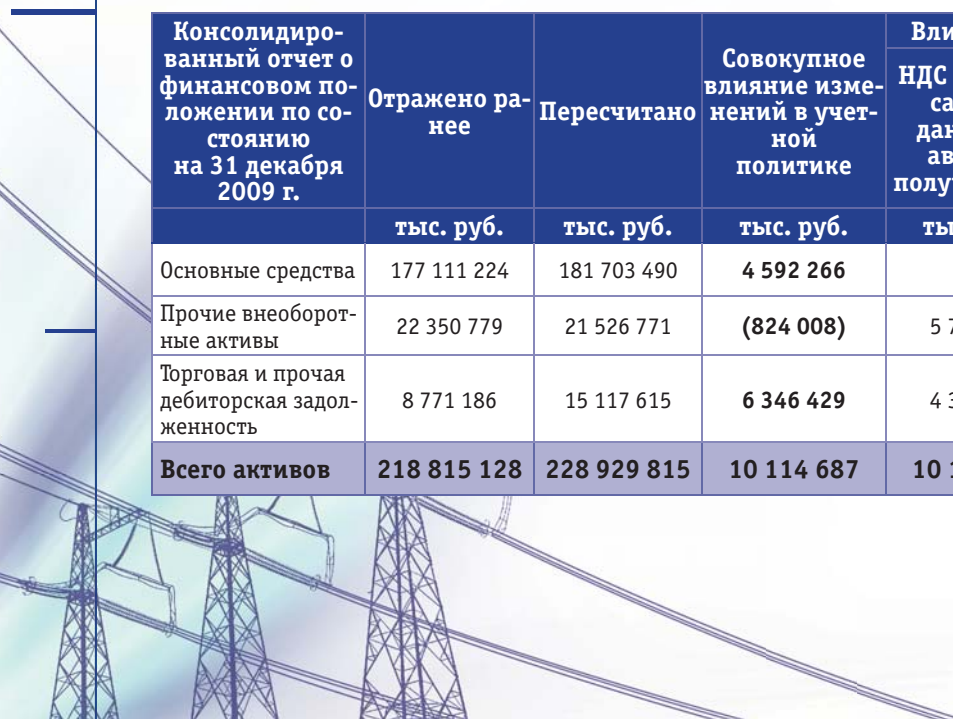 Консолидиро-
ванный отчет о
финансовом по-
ложении по со-
стоянию
на 31 декабря
2009 г.
Отражено ра-
нее
Пересчитано
Совокупное
влияние изме-
нений в учет-
ной
политике
НДС
тыс. руб. тыс. руб. тыс. руб.
Основные средства 177 111 224 181 703 490 4 592 266
Прочие внеоборот-
ные активы
22 350 779 21 526 771 (824 008)
Торговая и прочая
дебиторская задол-
женность
8 771 186 15 117 615 6 346 429
Всего активов 218 815 128 228 929 815 10 114 687